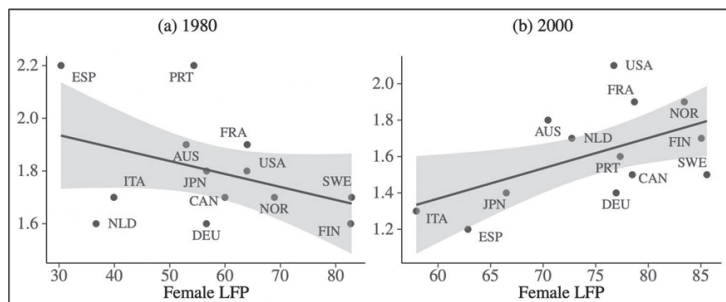 (a) 1980
2.2
2.0
1.8
1.6
ESP
PRT
FRA
AUS
USA
JPN
SWE
ITA
CAN
NOR
NLD
DEU
FIN
30 40 50 60 70 80
Female LFP
(b) 2000
2.0
1.8
1.6
1.4
1.2
USA
FRA
NOR
AUS
NLD
FIN
PRT
SWE
CAN
JPN
DEU
ITA
ESP
60 65 70 75 80 85
Female LFP